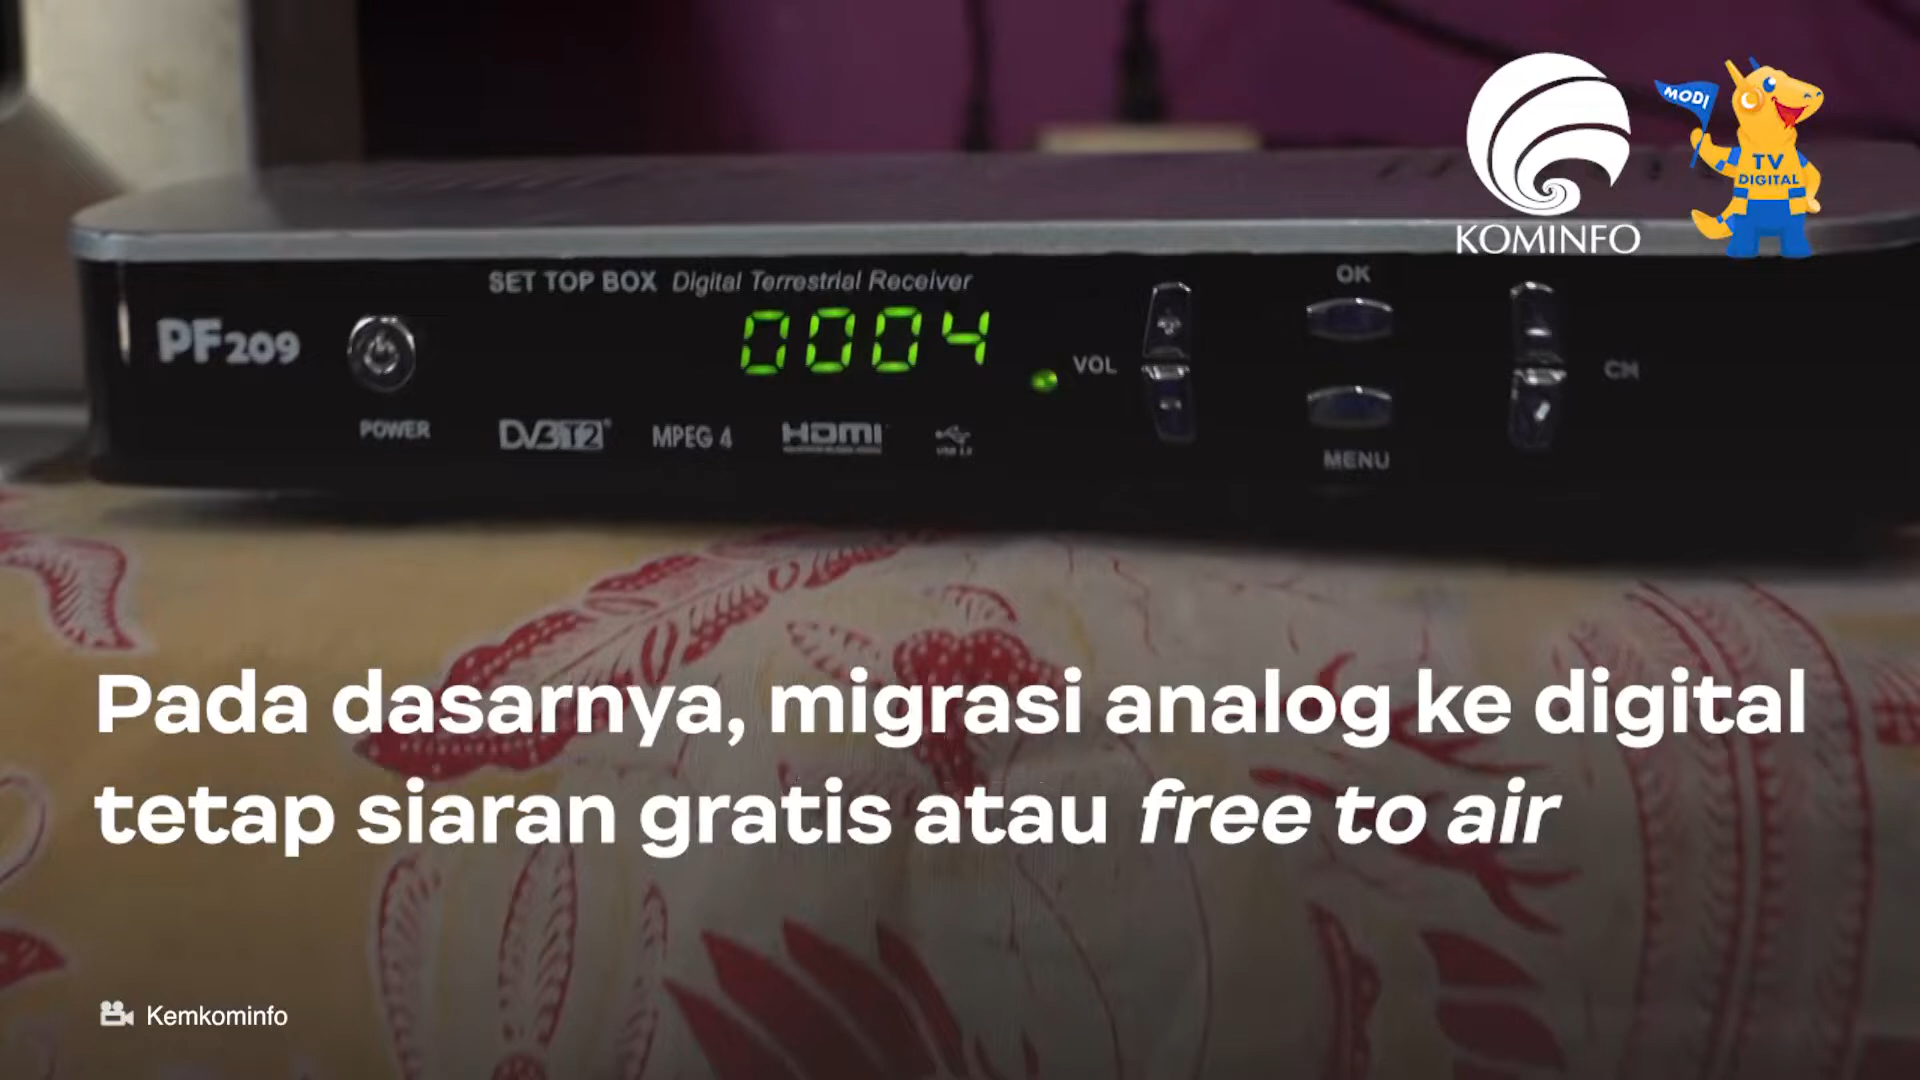 MODI
TV
DIGITAL
KOMINFO
SET TOP BOX Digital Terrestrial Receiver
OK
PF209
0004
VOL
CH
POWER
DVB T2
MPEG 4
HDMI
MENU
Pada dasarnya, migrasi analog ke digital
tetap siaran gratis atau free to air
Kemkominfo